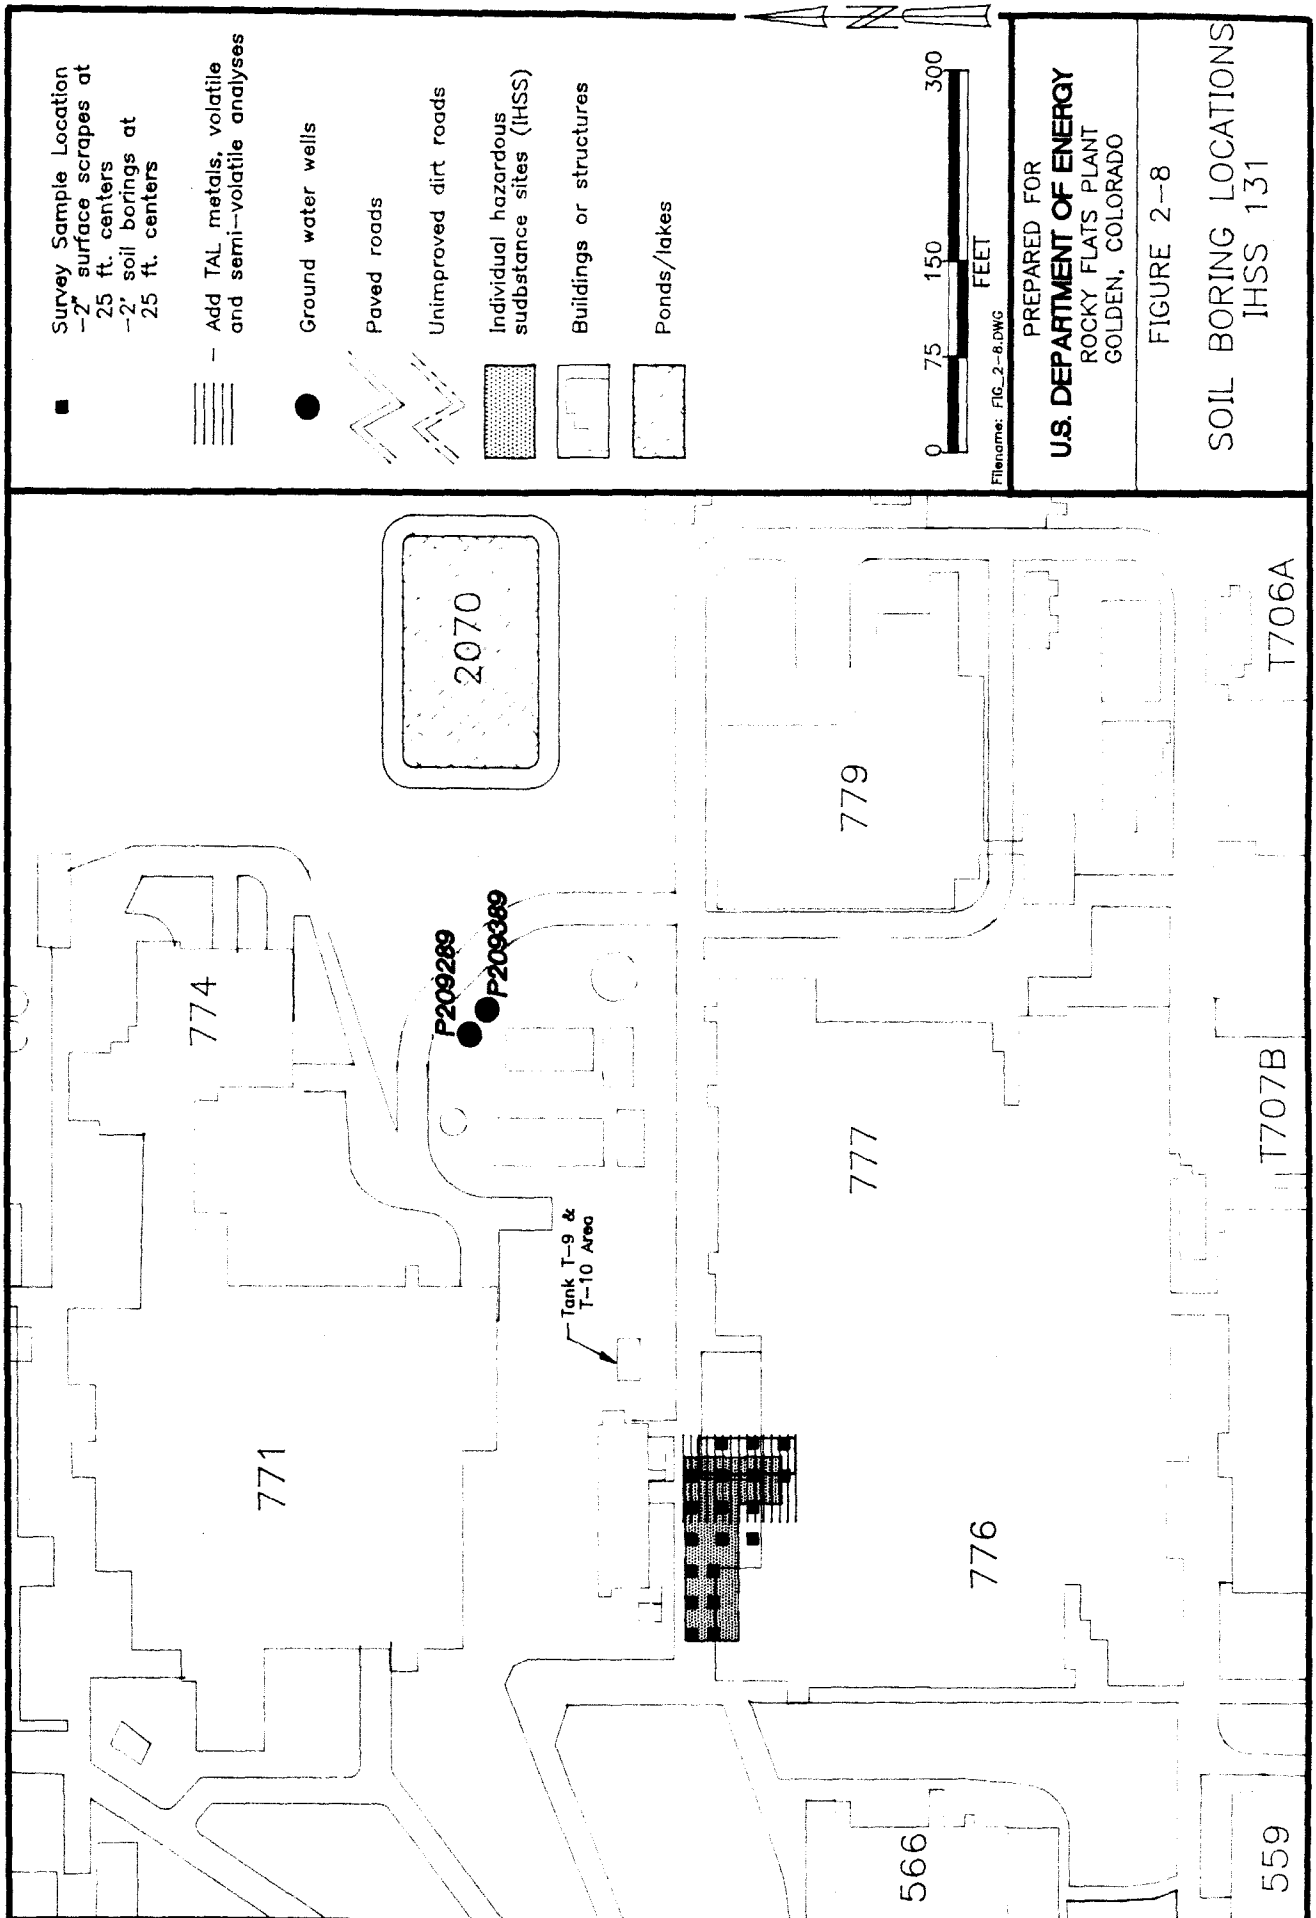 Survey Sample Location
-2" surface scrapes at
25 ft. centers
-2' soil borings at
25 ft. centers
- Add TAL metals, volatile
and semi-volatile analyses
Ground water wells
Paved roads
Unimproved dirt roads
Individual hazardous
sudbstance sites (IHSS)
Buildings or structures
Ponds/lakes
N
0 75 150 300
FEET
Filename: FIG_2-8.DWG
PREPARED FOR
U.S. DEPARTMENT OF ENERGY
ROCKY FLATS PLANT
GOLDEN, COLORADO
FIGURE 2-8
SOIL BORING LOCATIONS
IHSS 131
774
771
2070
P209289
P209389
Tank T-9 &
T-10 Area
779
777
776
566
559
T707B
T706A